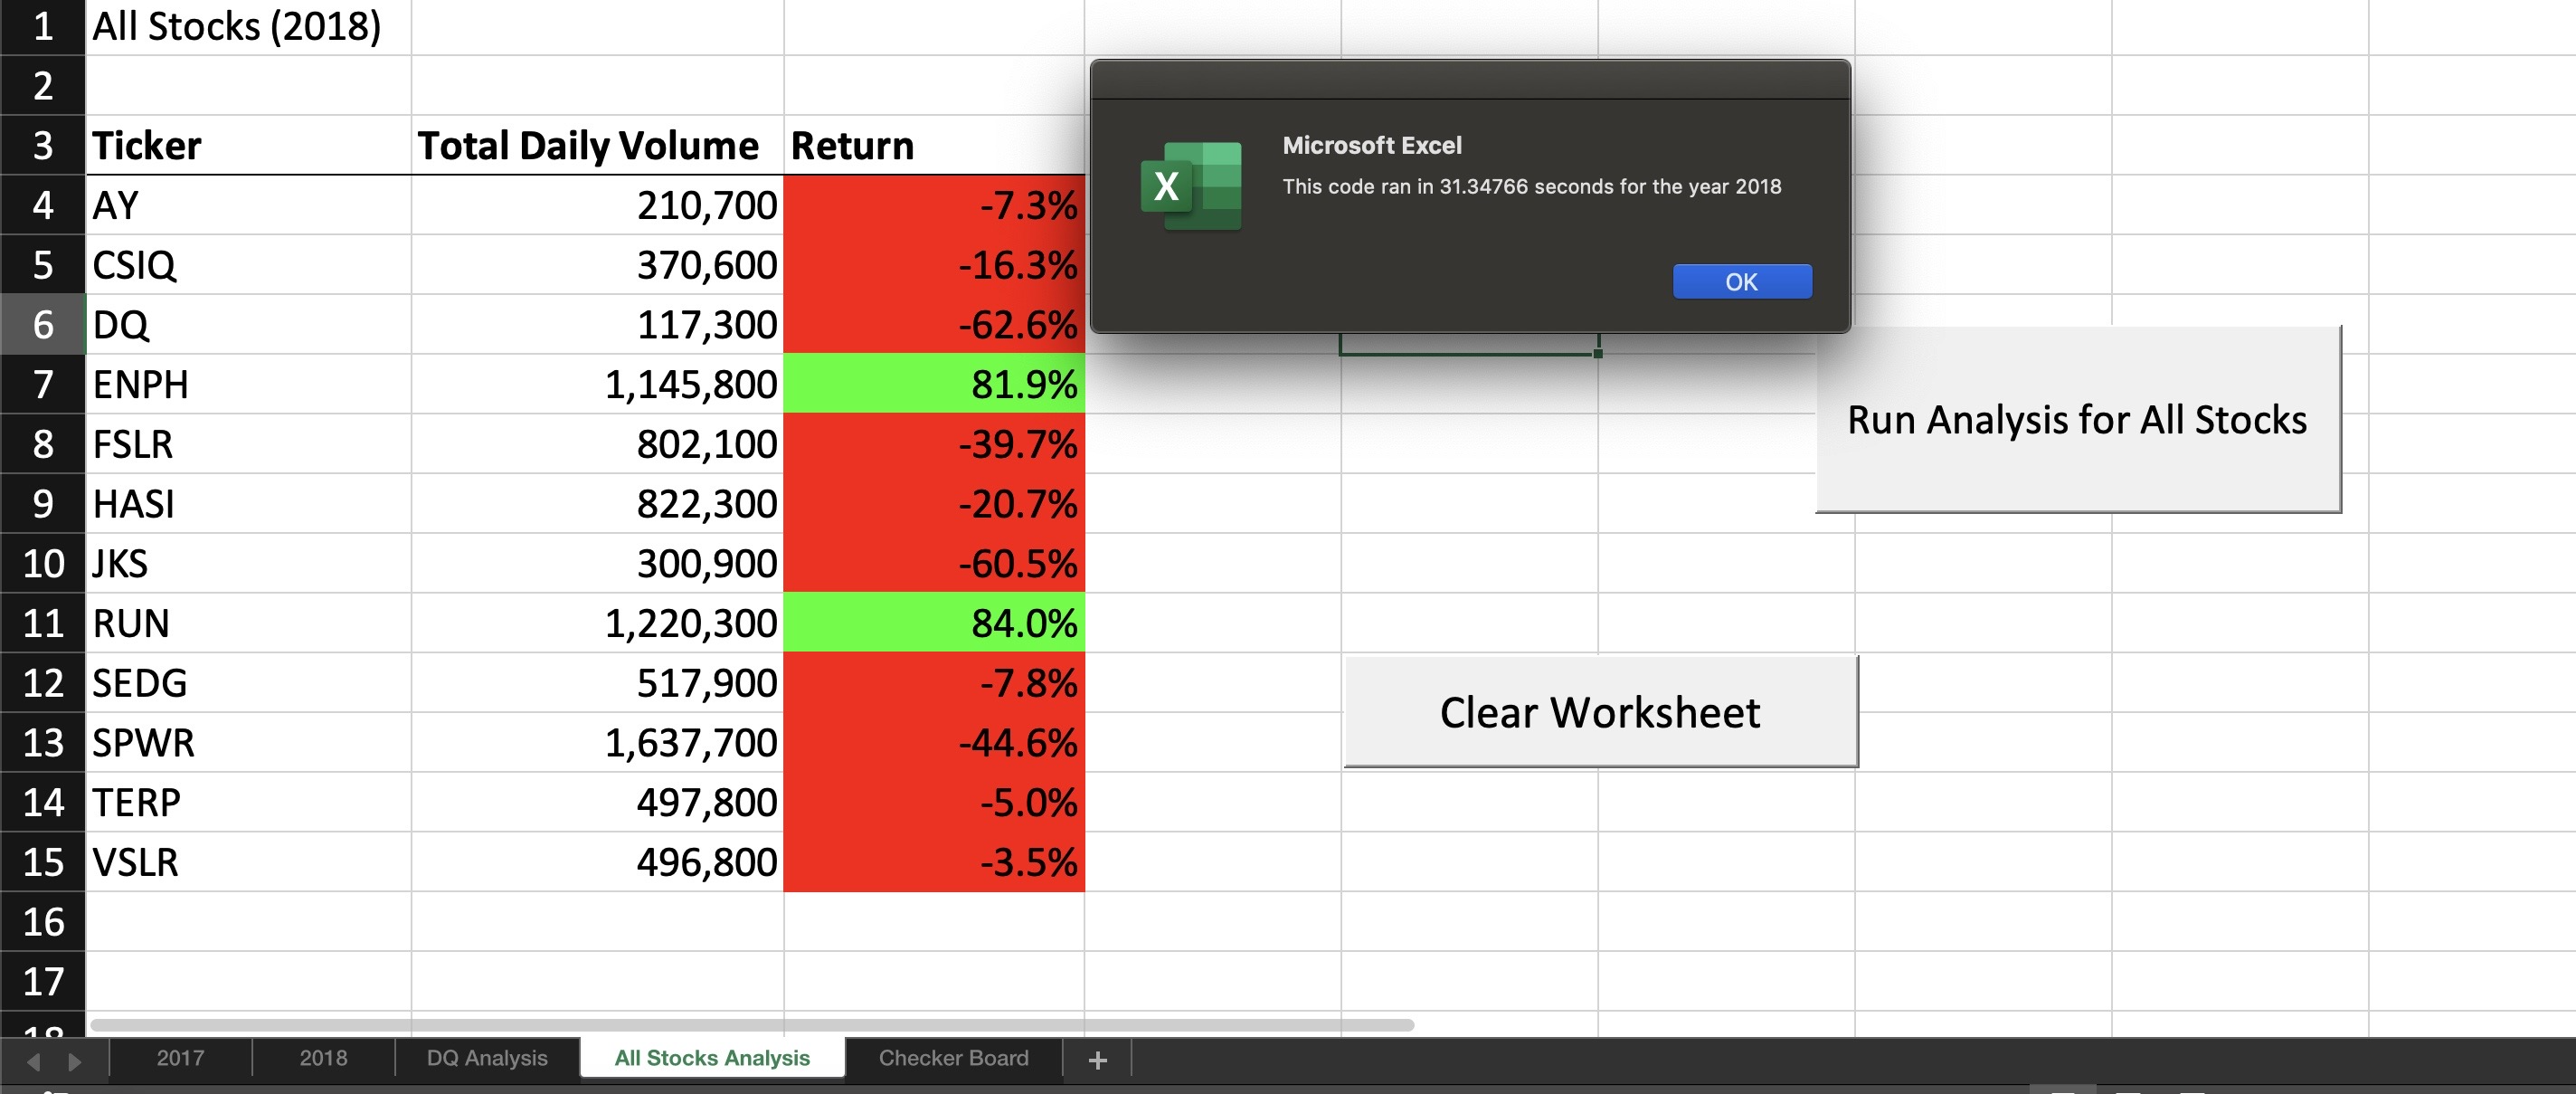 1 All Stocks (2018)
2
3 Ticker Total Daily Volume Return
4 AY 210,700 -7.3%
5 CSIQ 370,600 -16.3%
6 DQ 117,300 -62.6%
7 ENPH 1,145,800 81.9%
8 FSLR 802,100 -39.7%
9 HASI 822,300 -20.7%
10 JKS 300,900 -60.5%
11 RUN 1,220,300 84.0%
12 SEDG 517,900 -7.8%
13 SPWR 1,637,700 -44.6%
14 TERP 497,800 -5.0%
15 VSLR 496,800 -3.5%
16
17
18
Microsoft Excel
X
This code ran in 31.34766 seconds for the year 2018
OK
Run Analysis for All Stocks
Clear Worksheet
2017 2018 DQ Analysis All Stocks Analysis Checker Board +